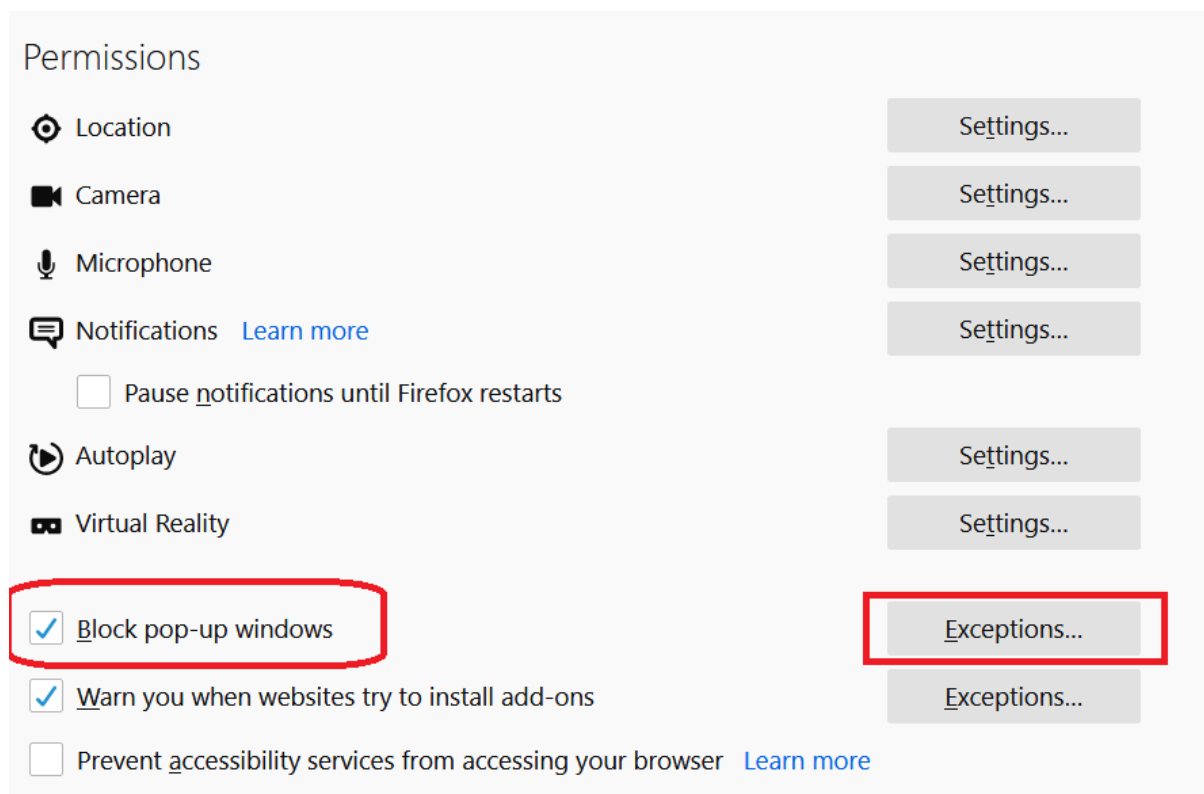 Permissions
Location Settings...
Camera Settings...
Microphone Settings...
Notifications Learn more Settings...
Pause notifications until Firefox restarts
Autoplay Settings...
Virtual Reality Settings...
Block pop-up windows Exceptions...
Warn you when websites try to install add-ons Exceptions...
Prevent accessibility services from accessing your browser Learn more